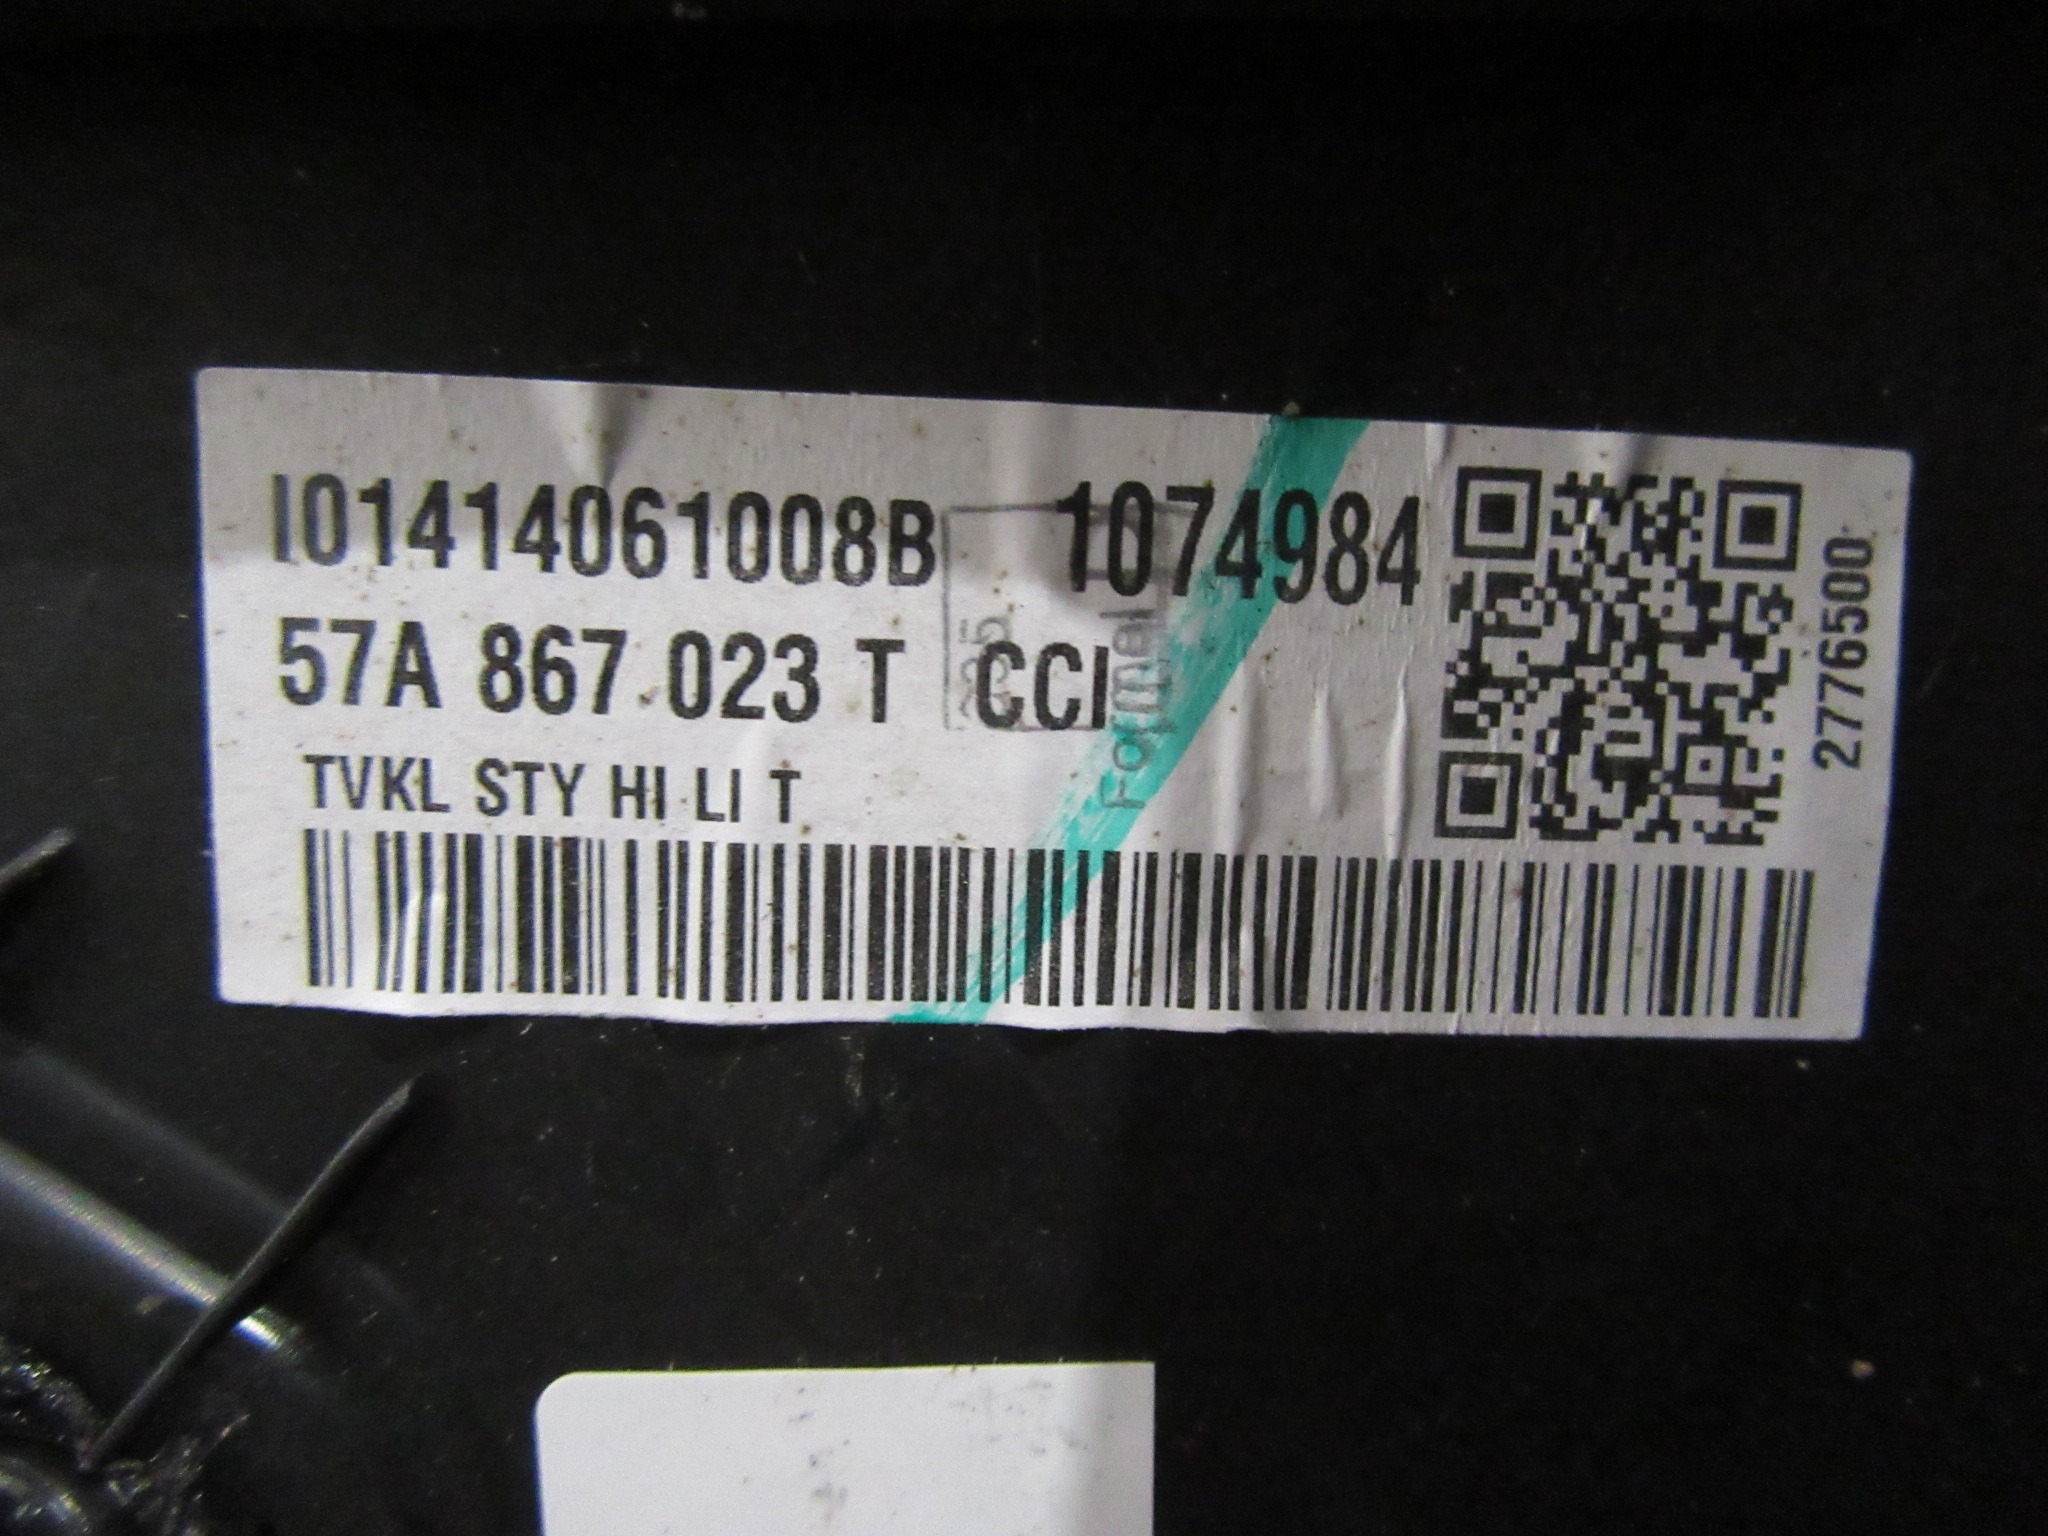 I01414061008B 1074984
57A 867 023 T CCI
TVKL STY HI LI T
2776500